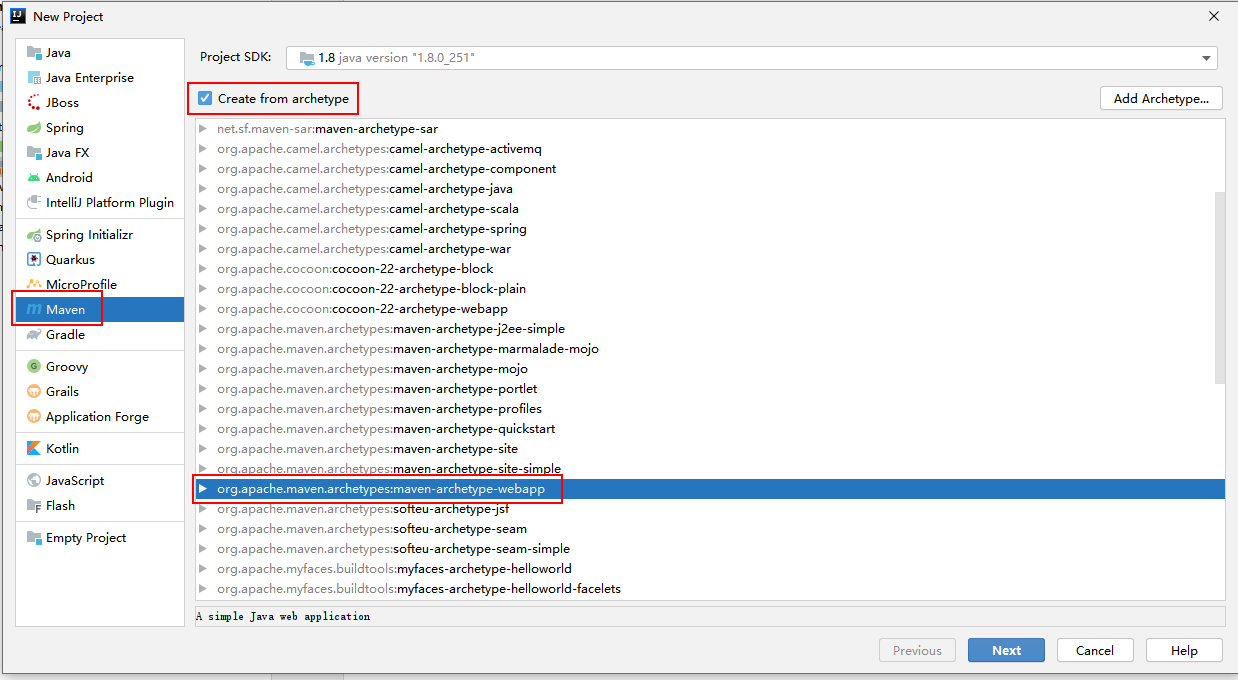 New Project
Java
Java Enterprise
JBoss
Spring
Java FX
Android
IntelliJ Platform Plugin
Spring Initializr
Quarkus
MicroProfile
Maven
Gradle
Groovy
Grails
Application Forge
Kotlin
JavaScript
Flash
Empty Project
Project SDK:
1.8 java version "1.8.0_251"
Create from archetype
Add Archetype...
net.sf.maven-sar:maven-archetype-sar
org.apache.camel.archetypes:camel-archetype-activemq
org.apache.camel.archetypes:camel-archetype-component
org.apache.camel.archetypes:camel-archetype-java
org.apache.camel.archetypes:camel-archetype-scala
org.apache.camel.archetypes:camel-archetype-spring
org.apache.camel.archetypes:camel-archetype-war
org.apache.cocoon:cocoon-22-archetype-block
org.apache.cocoon:cocoon-22-archetype-block-plain
org.apache.cocoon:cocoon-22-archetype-webapp
org.apache.maven.archetypes:maven-archetype-j2ee-simple
org.apache.maven.archetypes:maven-archetype-marmalade-mojo
org.apache.maven.archetypes:maven-archetype-mojo
org.apache.maven.archetypes:maven-archetype-portlet
org.apache.maven.archetypes:maven-archetype-profiles
org.apache.maven.archetypes:maven-archetype-quickstart
org.apache.maven.archetypes:maven-archetype-site
org.apache.maven.archetypes:maven-archetype-site-simple
org.apache.maven.archetypes:maven-archetype-webapp
org.apache.maven.archetypes:softeu-archetype-jsf
org.apache.maven.archetypes:softeu-archetype-seam
org.apache.maven.archetypes:softeu-archetype-seam-simple
org.apache.myfaces.buildtools:myfaces-archetype-helloworld
org.apache.myfaces.buildtools:myfaces-archetype-helloworld-facelets
A simple Java web application
Previous
Next
Cancel
Help